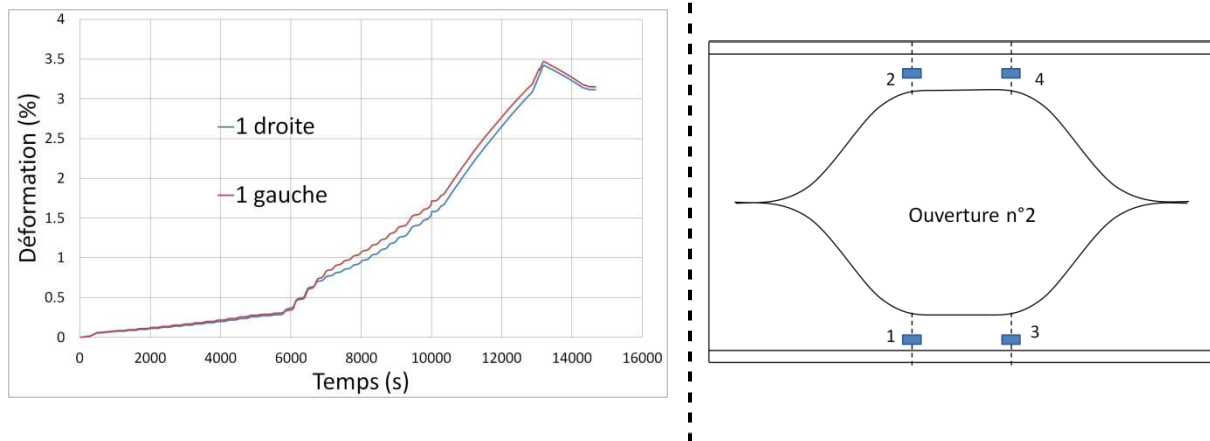 Déformation (%)
4
3.5
3
2.5
2
1.5
1
0.5
0
1 droite
1 gauche
0 2000 4000 6000 8000 10000 12000 14000 16000
Temps (s)
2 4
Ouverture n°2
1 3